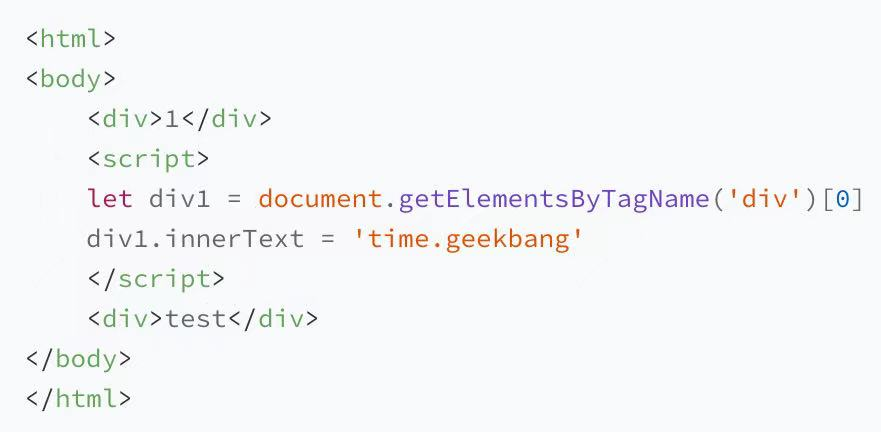 <html>
<body>
    <div>1</div>
    <script>
    let div1 = document.getElementsByTagName('div')[0]
    div1.innerText = 'time.geekbang'
    </script>
    <div>test</div>
</body>
</html>